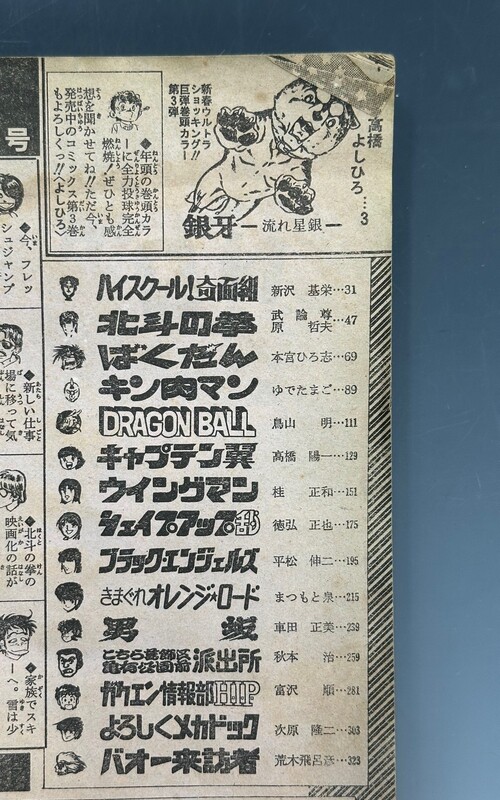 新春ウルトラ
ショッキング!!
巨弾巻頭カラー
第3弾
高橋
よしひろ…3
銀牙―流れ星銀―
◆年頭の巻頭カラ
ーに全力投球完全
燃焼!ぜひとも感
想を聞かせてね!!ただ今、
発売中のコミックス第3巻
もよろしくっ!!〈よしひろ〉
ハイスクール!奇面組 新沢 基栄…31
北斗の拳 武論尊 原哲夫…47
ばくだん 本宮ひろ志…69
キン肉マン ゆでたまご…89
DRAGON BALL 鳥山 明…111
キャプテン翼 高橋 陽一…129
ウイングマン 桂 正和…151
シェイプアップ乱 徳弘 正也…175
ブラック・エンジェルズ 平松 伸二…195
きまぐれオレンジ★ロード まつもと泉…215
男坂 車田 正美…239
こちら葛飾区亀有公園前派出所 秋本 治…259
ガクエン情報部HIP 富沢 順…281
よろしくメカドック 次原 隆二…303
バオー来訪者 荒木飛呂彦…323
号
◆今、フレッ
シュジャンプ
◆新しい仕事
場に移って気
◆北斗の拳の
映画化の話が
◆家族でスキ
ーへ。雪は少